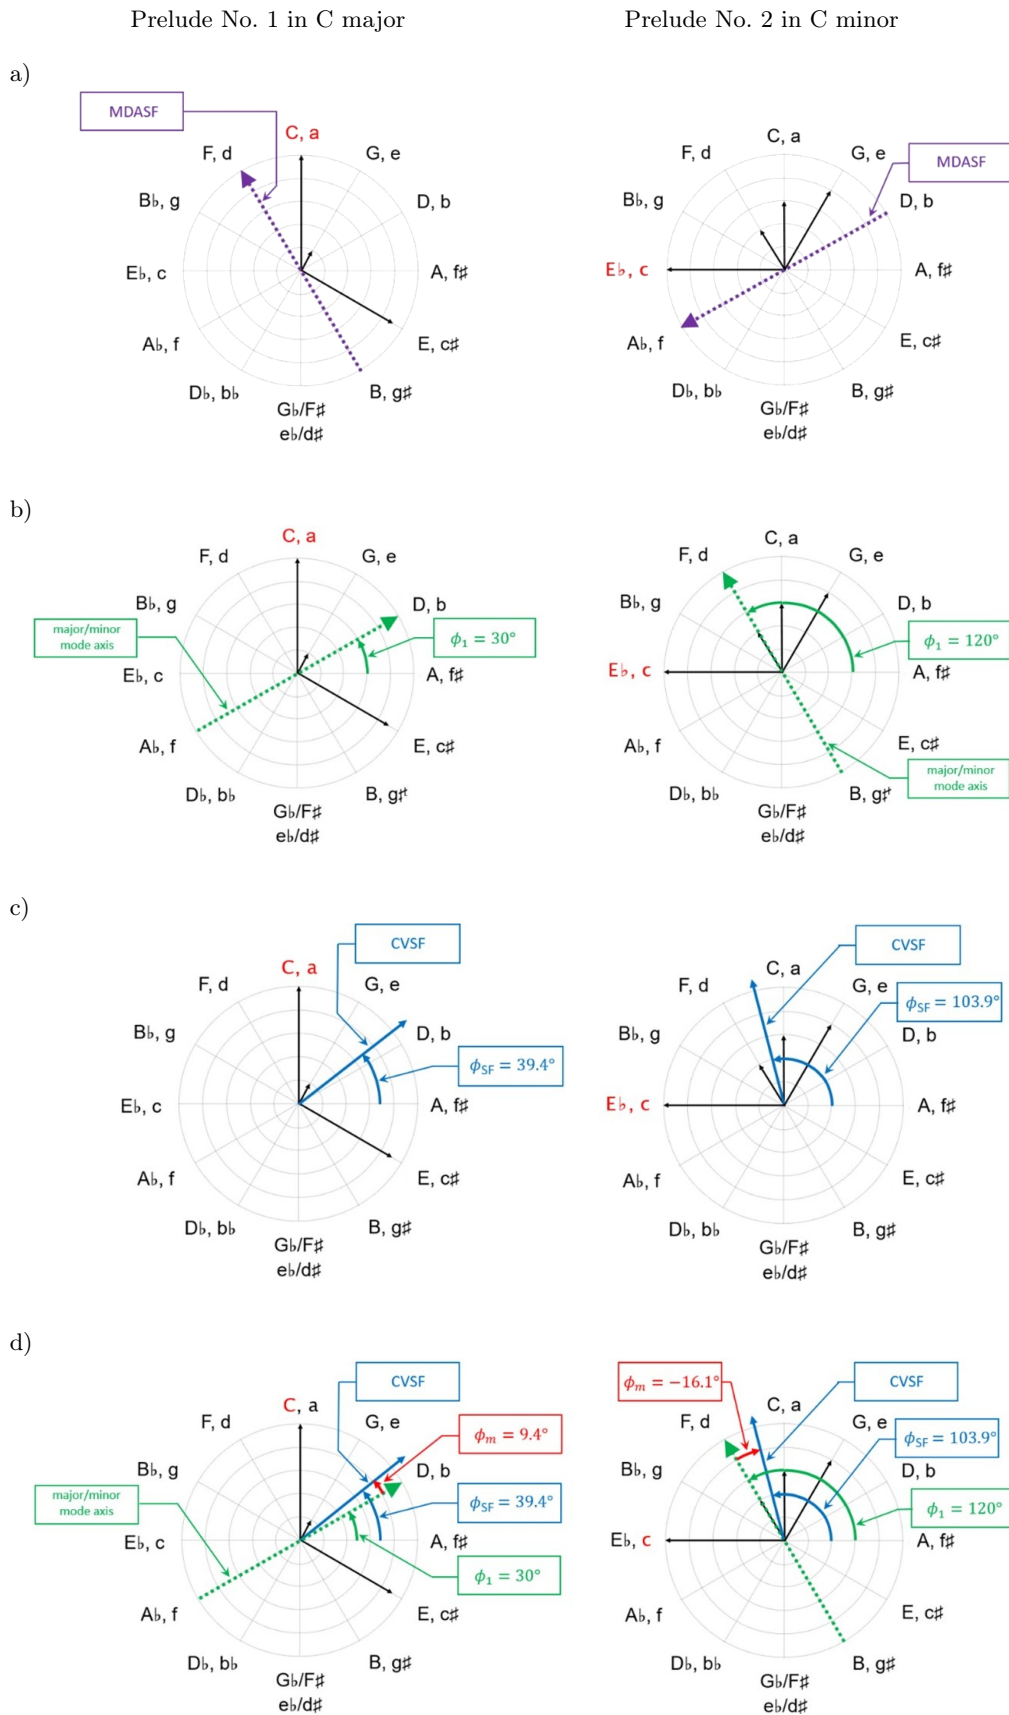 Prelude No. 1 in C major
Prelude No. 2 in C minor
a)
MDASF
C, a
F, d
G, e
B♭, g
D, b
E♭, c
A, f♯
A♭, f
E, c♯
D♭, b♭
B, g♯
G♭/F♯
e♭/d♯
C, a
F, d
G, e
MDASF
B♭, g
D, b
E♭, c
A, f♯
A♭, f
E, c♯
D♭, b♭
B, g♯
G♭/F♯
e♭/d♯
b)
C, a
F, d
G, e
B♭, g
D, b
major/minor
mode axis
ϕ₁ = 30°
E♭, c
A, f♯
A♭, f
E, c♯
D♭, b♭
B, g♯
G♭/F♯
e♭/d♯
C, a
F, d
G, e
B♭, g
D, b
ϕ₁ = 120°
E♭, c
A, f♯
A♭, f
E, c♯
major/minor
mode axis
D♭, b♭
B, g♯
G♭/F♯
e♭/d♯
c)
CVSF
C, a
F, d
G, e
B♭, g
D, b
ϕSF = 39.4°
E♭, c
A, f♯
A♭, f
E, c♯
D♭, b♭
B, g♯
G♭/F♯
e♭/d♯
CVSF
C, a
F, d
G, e
ϕSF = 103.9°
B♭, g
D, b
E♭, c
A, f♯
A♭, f
E, c♯
D♭, b♭
B, g♯
G♭/F♯
e♭/d♯
d)
CVSF
C, a
F, d
G, e
ϕm = 9.4°
B♭, g
D, b
major/minor
mode axis
ϕSF = 39.4°
E♭, c
A, f♯
ϕ₁ = 30°
A♭, f
E, c♯
D♭, b♭
B, g♯
G♭/F♯
e♭/d♯
ϕm = −16.1°
CVSF
C, a
F, d
G, e
ϕSF = 103.9°
B♭, g
D, b
ϕ₁ = 120°
E♭, c
A, f♯
A♭, f
E, c♯
D♭, b♭
B, g♯
G♭/F♯
e♭/d♯